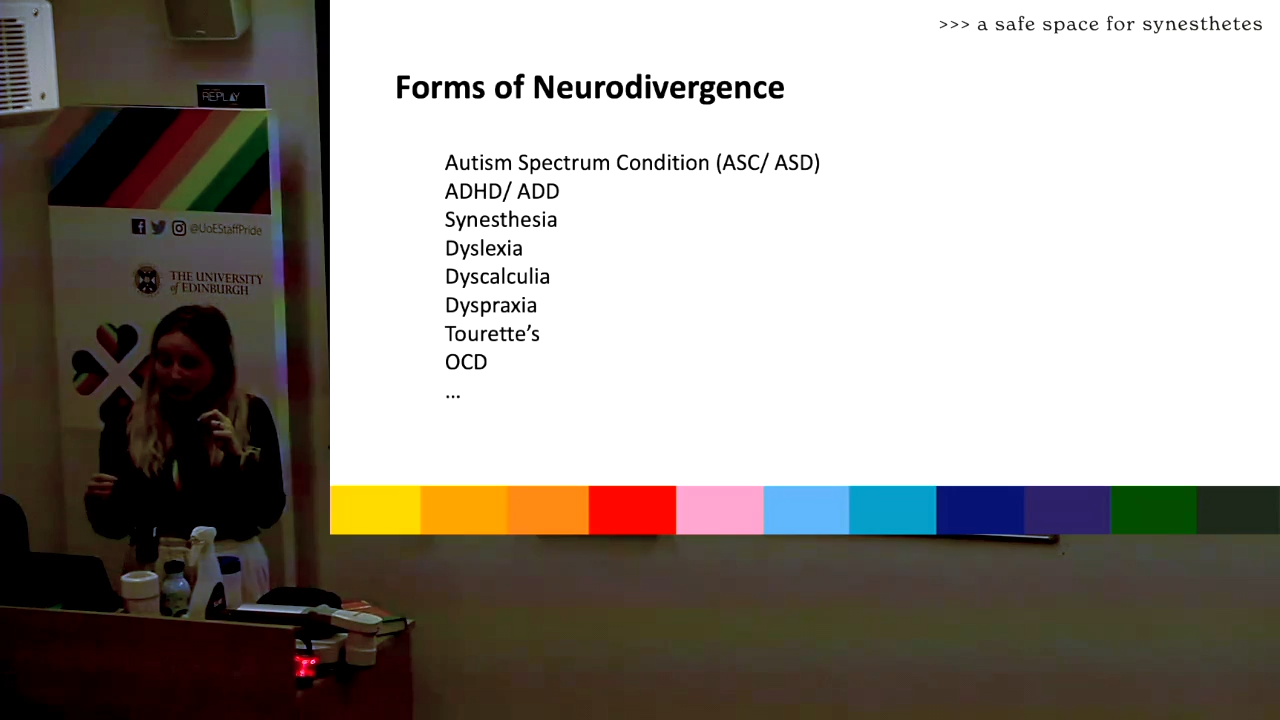 >>> a safe space for synesthetes
Forms of Neurodivergence
Autism Spectrum Condition (ASC/ ASD)
ADHD/ ADD
Synesthesia
Dyslexia
Dyscalculia
Dyspraxia
Tourette’s
OCD
...
REPLAY
@UoEStaffPride
THE UNIVERSITY
of EDINBURGH